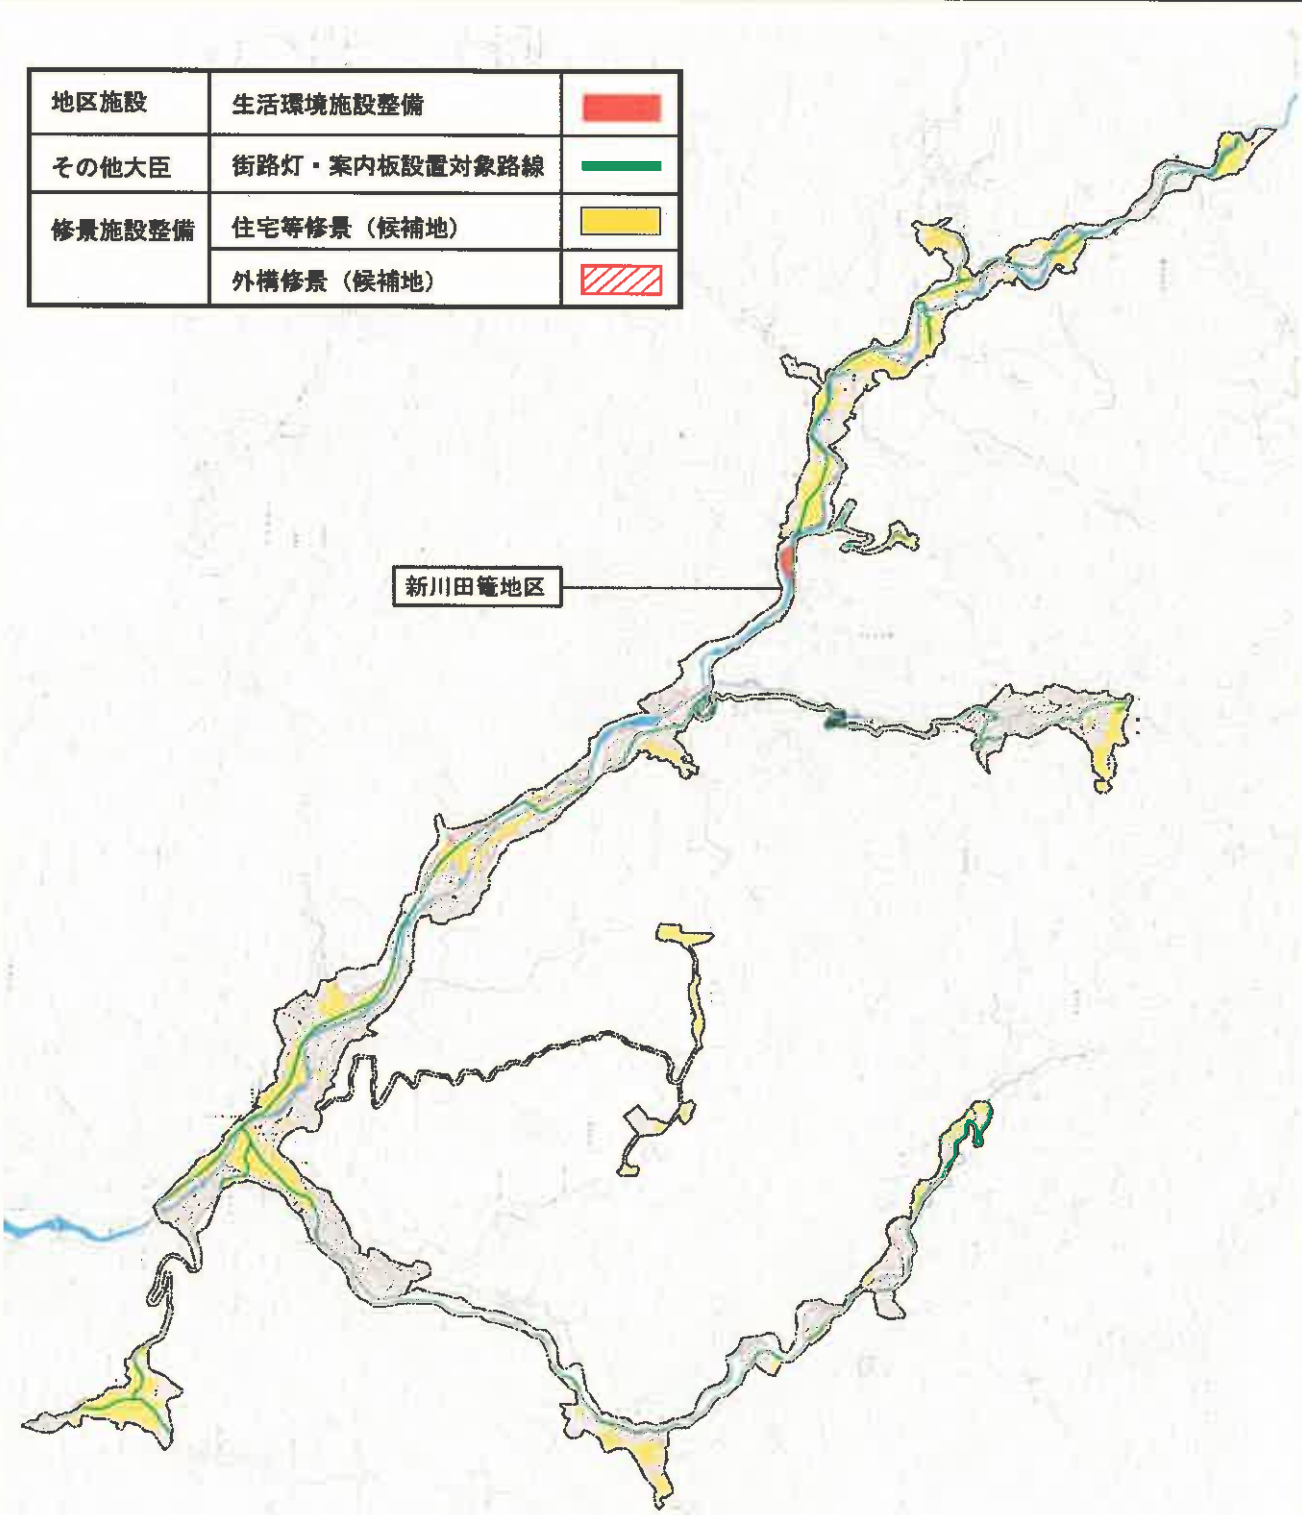 地区施設 生活環境施設整備
その他大臣 街路灯・案内板設置対象路線
修景施設整備 住宅等修景（候補地）
外構修景（候補地）
新川田篭地区